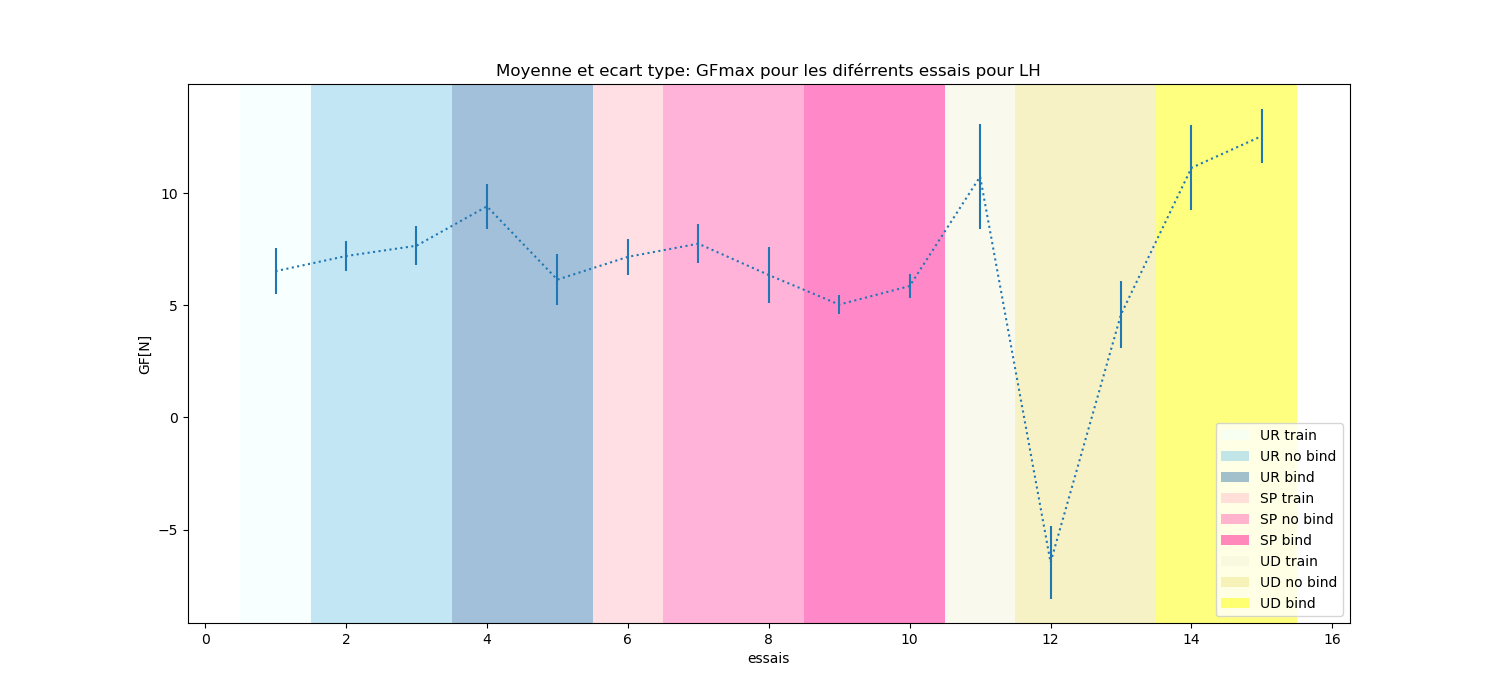 Moyenne et ecart type: GFmax pour les diférrents essais pour LH
GF[N]
10
5
0
−5
0 2 4 6 8 10 12 14 16
essais
UR train
UR no bind
UR bind
SP train
SP no bind
SP bind
UD train
UD no bind
UD bind